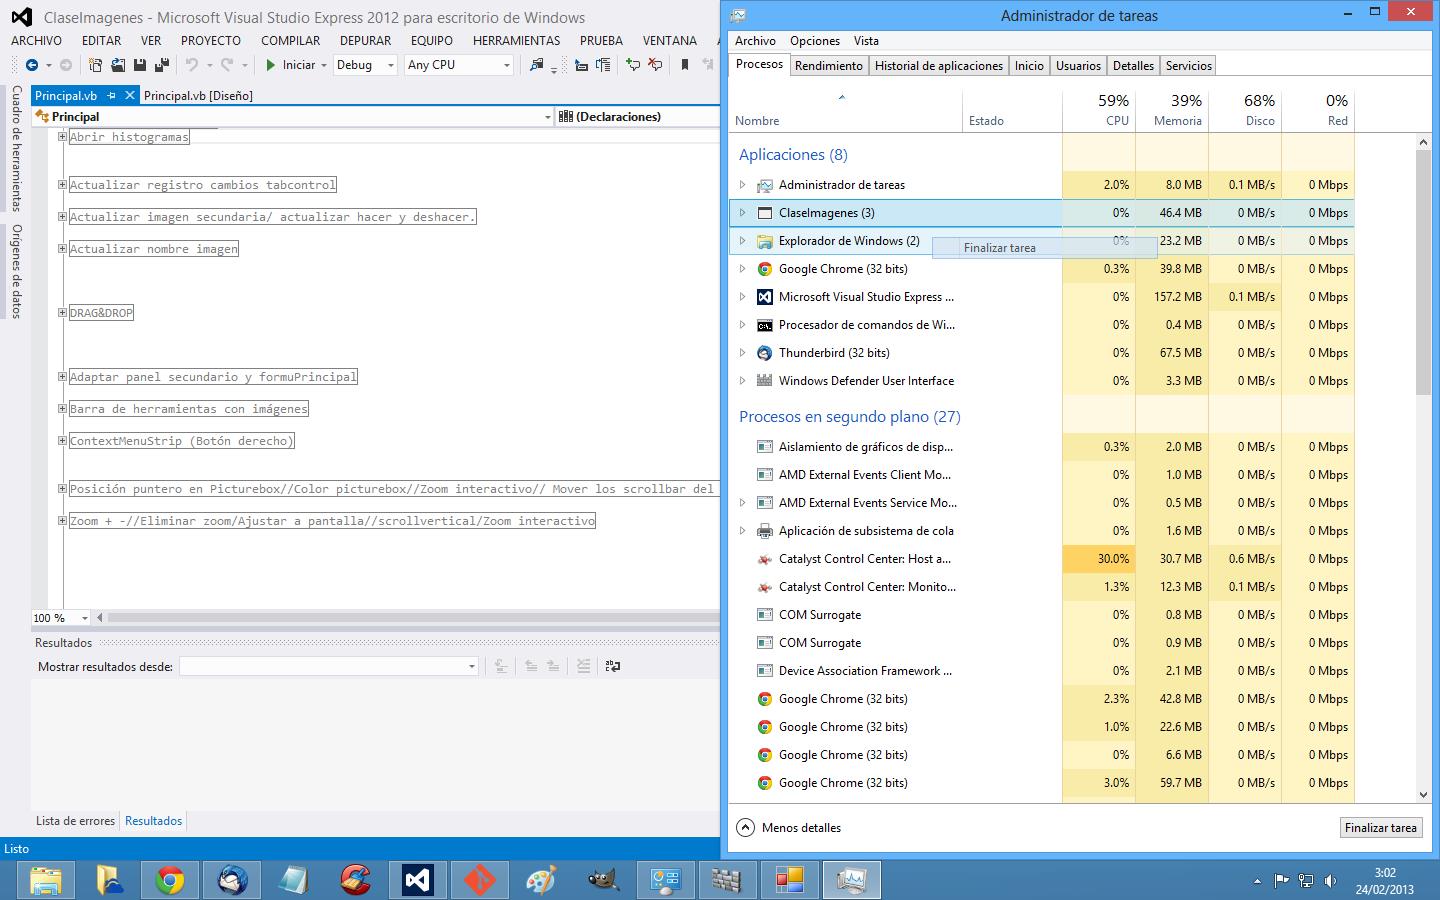 ClaseImagenes - Microsoft Visual Studio Express 2012 para escritorio de Windows
ARCHIVO EDITAR VER PROYECTO COMPILAR DEPURAR EQUIPO HERRAMIENTAS PRUEBA VENTANA
Iniciar Debug Any CPU
Cuadro de herramientas
Orígenes de datos
Principal.vb Principal.vb [Diseño]
Principal (Declaraciones)
Abrir histogramas
Actualizar registro cambios tabcontrol
Actualizar imagen secundaria/ actualizar hacer y deshacer.
Actualizar nombre imagen
DRAG&DROP
Adaptar panel secundario y formuPrincipal
Barra de herramientas con imágenes
ContextMenuStrip (Botón derecho)
Posición puntero en Picturebox//Color picturebox//Zoom interactivo// Mover los scrollbar del
Zoom + -//Eliminar zoom/Ajustar a pantalla//scrollvertical/Zoom interactivo
100 %
Resultados
Mostrar resultados desde:
Lista de errores Resultados
Listo
Administrador de tareas
Archivo Opciones Vista
Procesos Rendimiento Historial de aplicaciones Inicio Usuarios Detalles Servicios
59% 39% 68% 0%
Nombre Estado CPU Memoria Disco Red
Aplicaciones (8)
Administrador de tareas 2.0% 8.0 MB 0.1 MB/s 0 Mbps
ClaseImagenes (3) 0% 46.4 MB 0 MB/s 0 Mbps
Explorador de Windows (2) 0% 23.2 MB 0 MB/s 0 Mbps
Finalizar tarea
Google Chrome (32 bits) 0.3% 39.8 MB 0 MB/s 0 Mbps
Microsoft Visual Studio Express ... 0% 157.2 MB 0.1 MB/s 0 Mbps
Procesador de comandos de Wi... 0% 0.4 MB 0 MB/s 0 Mbps
Thunderbird (32 bits) 0% 67.5 MB 0 MB/s 0 Mbps
Windows Defender User Interface 0% 3.3 MB 0 MB/s 0 Mbps
Procesos en segundo plano (27)
Aislamiento de gráficos de disp... 0.3% 2.0 MB 0 MB/s 0 Mbps
AMD External Events Client Mo... 0% 1.0 MB 0 MB/s 0 Mbps
AMD External Events Service Mo... 0% 0.5 MB 0 MB/s 0 Mbps
Aplicación de subsistema de cola 0% 1.6 MB 0 MB/s 0 Mbps
Catalyst Control Center: Host a... 30.0% 30.7 MB 0.6 MB/s 0 Mbps
Catalyst Control Center: Monito... 1.3% 12.3 MB 0.1 MB/s 0 Mbps
COM Surrogate 0% 0.8 MB 0 MB/s 0 Mbps
COM Surrogate 0% 0.9 MB 0 MB/s 0 Mbps
Device Association Framework ... 0% 2.1 MB 0 MB/s 0 Mbps
Google Chrome (32 bits) 2.3% 42.8 MB 0 MB/s 0 Mbps
Google Chrome (32 bits) 1.0% 22.6 MB 0 MB/s 0 Mbps
Google Chrome (32 bits) 0% 6.6 MB 0 MB/s 0 Mbps
Google Chrome (32 bits) 3.0% 59.7 MB 0 MB/s 0 Mbps
Menos detalles Finalizar tarea
3:02
24/02/2013